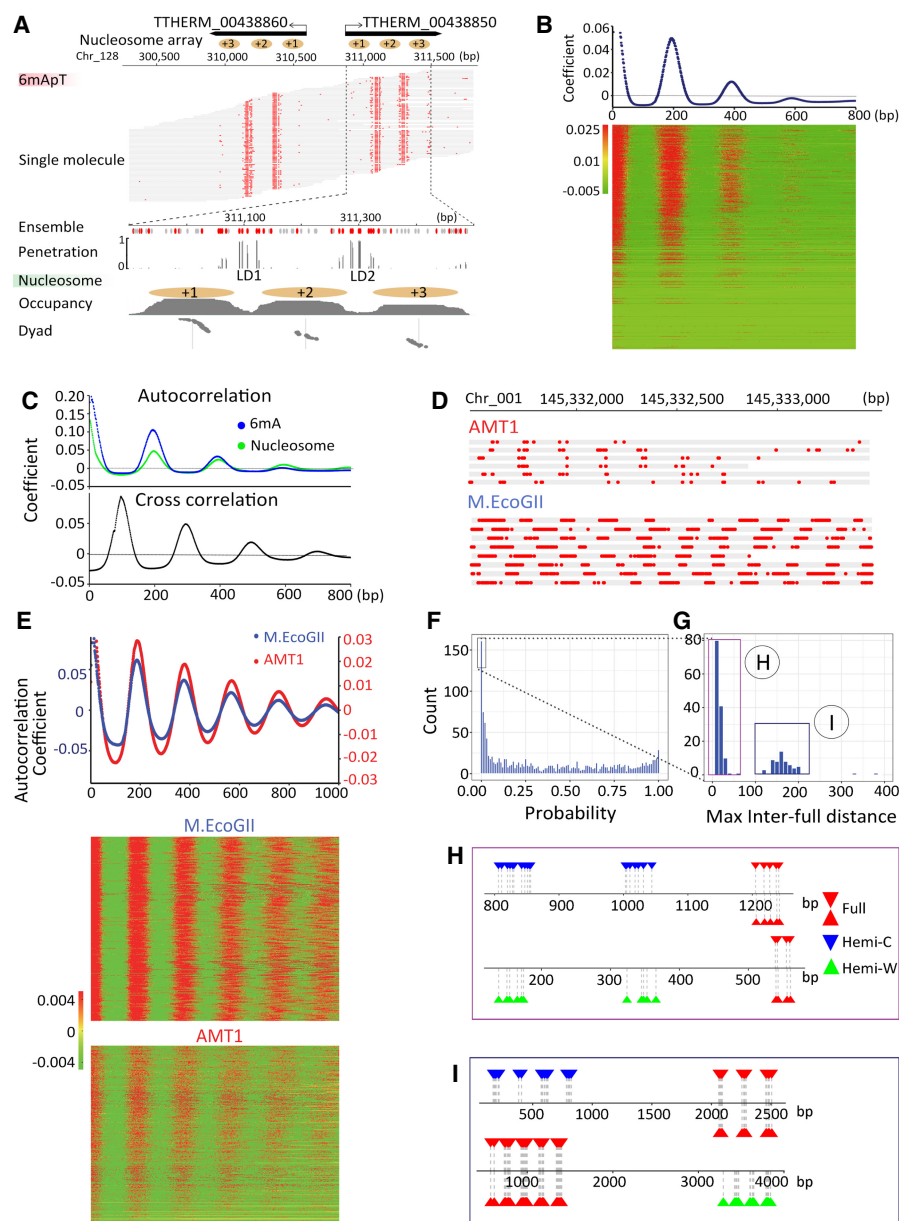 A
TTHERM_00438860
TTHERM_00438850
Nucleosome array
+3 +2 +1 +1 +2 +3
Chr_128 300,500 310,000 310,500 311,000 311,500 (bp)
6mApT
Single molecule
311,100 311,300 (bp)
Ensemble
Penetration
1
0
LD1 LD2
Nucleosome
+1 +2 +3
Occupancy
Dyad
B
Coefficient
0.06
0.04
0.02
0
0 200 400 600 800 (bp)
0.025
0.01
-0.005
C
Autocorrelation
0.20
0.15
0.10
0.05
0
-0.05
6mA
Nucleosome
Coefficient
Cross correlation
0.05
0
-0.05
0 200 400 600 800 (bp)
D
Chr_001 145,332,000 145,332,500 145,333,000 (bp)
AMT1
M.EcoGII
E
Autocorrelation
Coefficient
0.05
0
-0.05
M.EcoGII
AMT1
0.03
0.02
0.01
0
-0.01
-0.02
-0.03
0 200 400 600 800 1000
M.EcoGII
0.004
0
-0.004
AMT1
F
Count
150
100
50
0
0 0.25 0.50 0.75 1.00
Probability
G
80
60
40
20
0
H
I
0 100 200 300 400
Max Inter-full distance
H
800 900 1000 1100 1200 bp
200 300 400 500 bp
Full
Hemi-C
Hemi-W
I
500 1000 1500 2000 2500 bp
1000 2000 3000 4000 bp